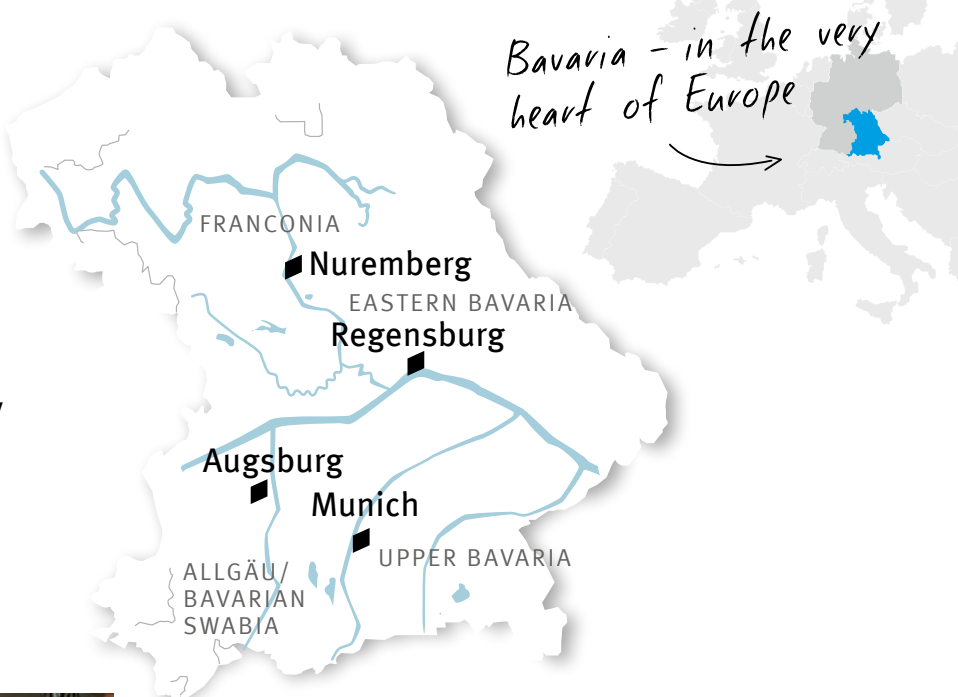 Bavaria – in the very
heart of Europe
FRANCONIA
Nuremberg
EASTERN BAVARIA
Regensburg
Augsburg
Munich
UPPER BAVARIA
ALLGÄU/
BAVARIAN
SWABIA